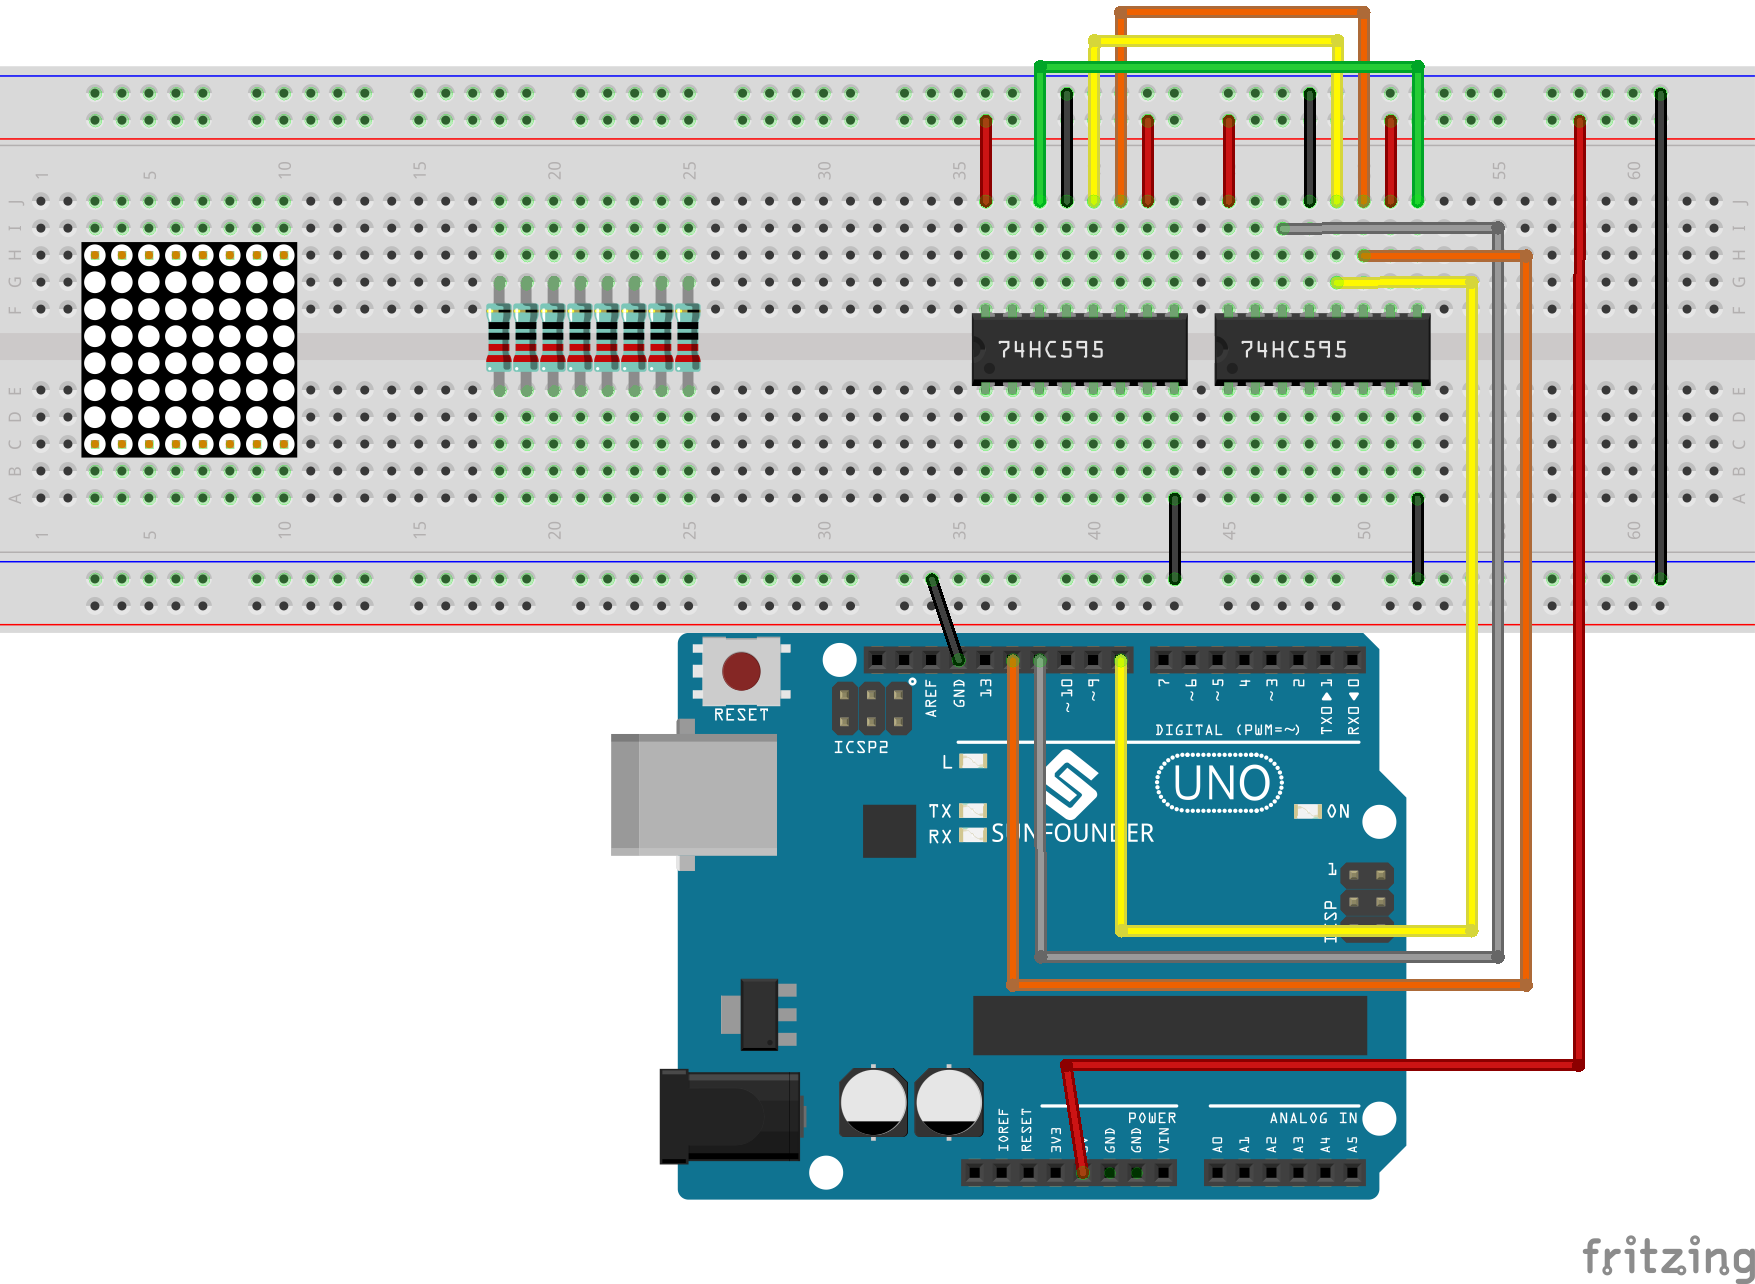 1 5 10 15 20 25 30 35 55 60
J J
I I
H H
G G
F F
74HC595 74HC595
E E
D D
C C
B B
A A
1 5 10 15 20 25 30 35 40 45 50 60
RESET
ICSP2
AREF
GND
13
~10
~9
7
~6
~5
4
~3
2
TX0▶1
RX0◀0
DIGITAL (PWM=~)
L
UNO
TX
RX
ON
SUNFOUNDER
1
ICSP
IOREF
RESET
3V3
GND
GND
VIN
POWER
ANALOG IN
A0
A1
A2
A3
A4
A5
fritzing